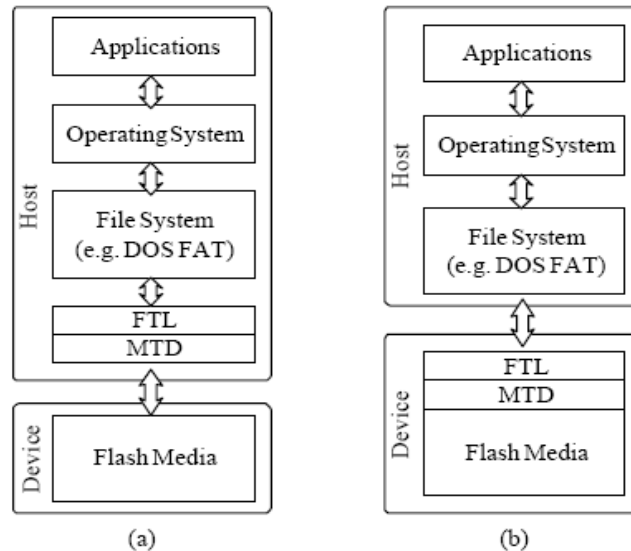 Host
Applications
Operating System
File System
(e.g. DOS FAT)
FTL
MTD
Device
Flash Media
(a)
Host
Applications
Operating System
File System
(e.g. DOS FAT)
Device
FTL
MTD
Flash Media
(b)